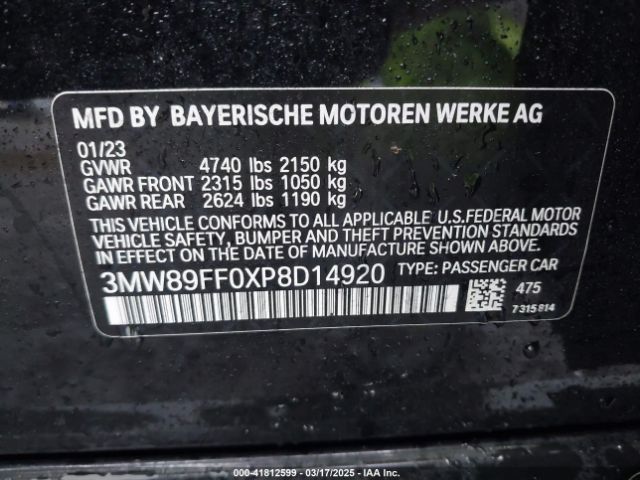 MFD BY BAYERISCHE MOTOREN WERKE AG
01/23
GVWR 4740 lbs 2150 kg
GAWR FRONT 2315 lbs 1050 kg
GAWR REAR 2624 lbs 1190 kg
THIS VEHICLE CONFORMS TO ALL APPLICABLE U.S.FEDERAL MOTOR
VEHICLE SAFETY, BUMPER, AND THEFT PREVENTION STANDARDS
IN EFFECT ON THE DATE OF MANUFACTURE SHOWN ABOVE.
3MW89FF0XP8D14920 TYPE: PASSENGER CAR
475
7315814
©: 0000-41812599 — 03/17/2025 — IAA Inc.